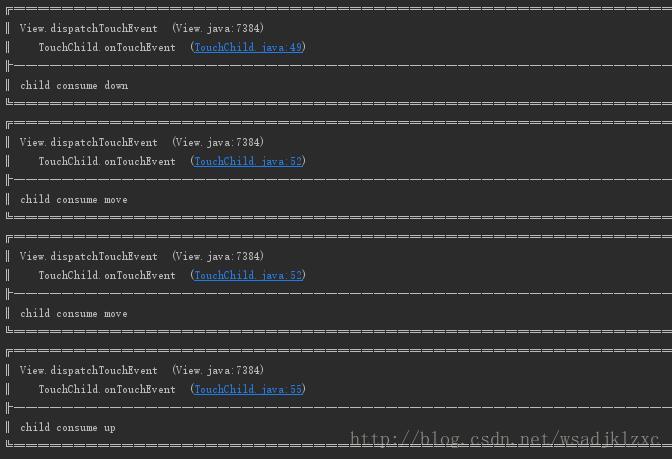 View.dispatchTouchEvent (View.java:7384)
TouchChild.onTouchEvent (TouchChild.java:49)
child consume down
View.dispatchTouchEvent (View.java:7384)
TouchChild.onTouchEvent (TouchChild.java:52)
child consume move
View.dispatchTouchEvent (View.java:7384)
TouchChild.onTouchEvent (TouchChild.java:52)
child consume move
View.dispatchTouchEvent (View.java:7384)
TouchChild.onTouchEvent (TouchChild.java:55)
child consume up
http://blog.csdn.net/wsadjklzxc